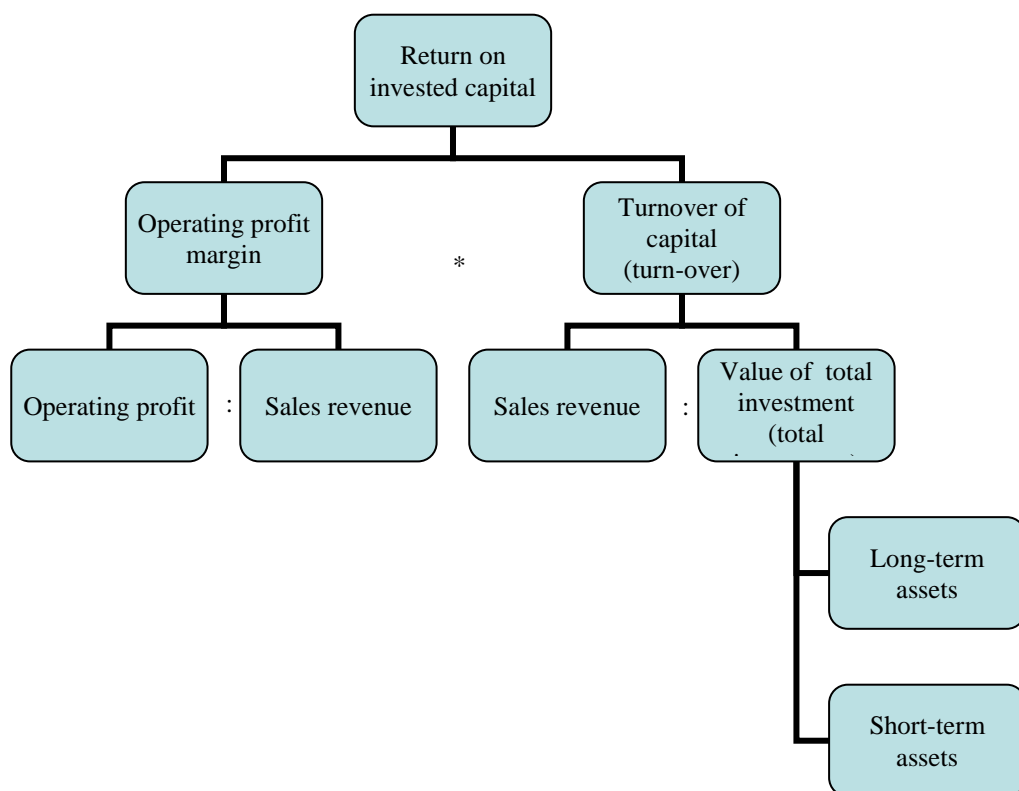 Return on
invested capital
Operating profit
margin
*
Turnover of
capital
(turn-over)
Operating profit
:
Sales revenue
Sales revenue
:
Value of total
investment
(total
Long-term
assets
Short-term
assets